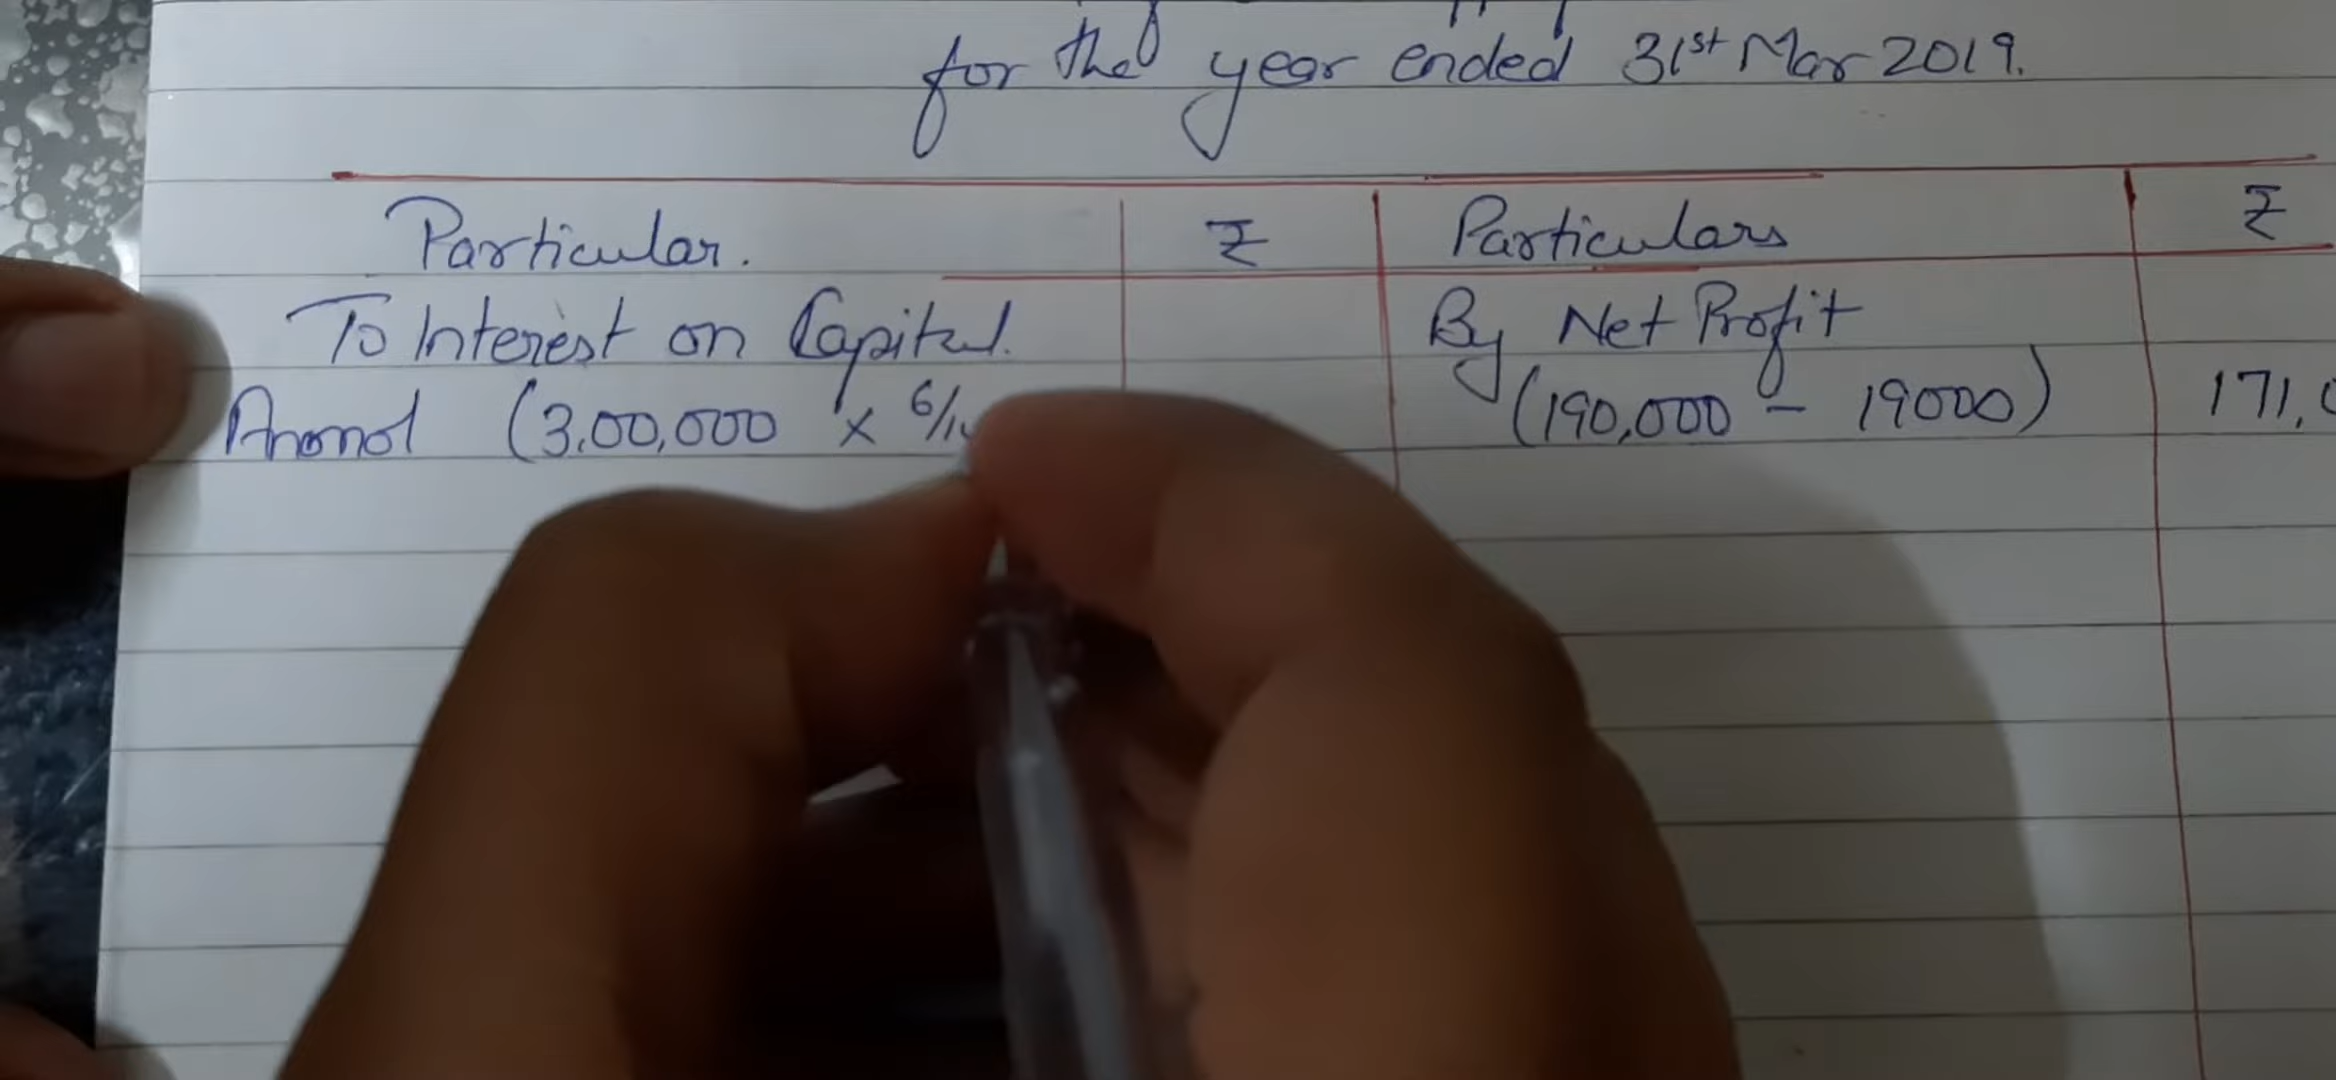 for the year ended 31st Mar 2019.
Particular. ₹ Particulars ₹
To Interest on Capital. By Net Profit
Anmol (3,00,000 x 6/1 (190,000 - 19000) 171,